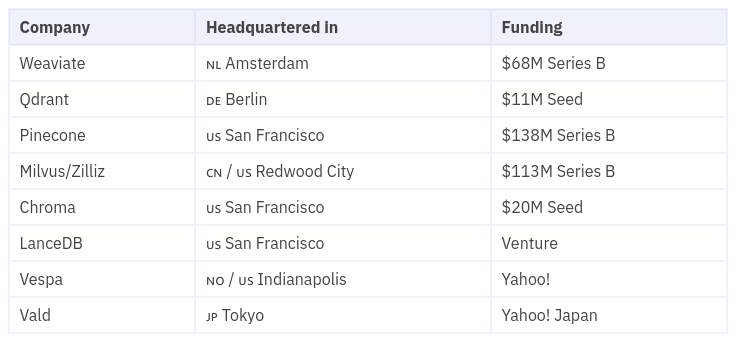 Company Headquartered in Funding
Weaviate NL Amsterdam $68M Series B
Qdrant DE Berlin $11M Seed
Pinecone US San Francisco $138M Series B
Milvus/Zilliz CN / US Redwood City $113M Series B
Chroma US San Francisco $20M Seed
LanceDB US San Francisco Venture
Vespa NO / US Indianapolis Yahoo!
Vald JP Tokyo Yahoo! Japan